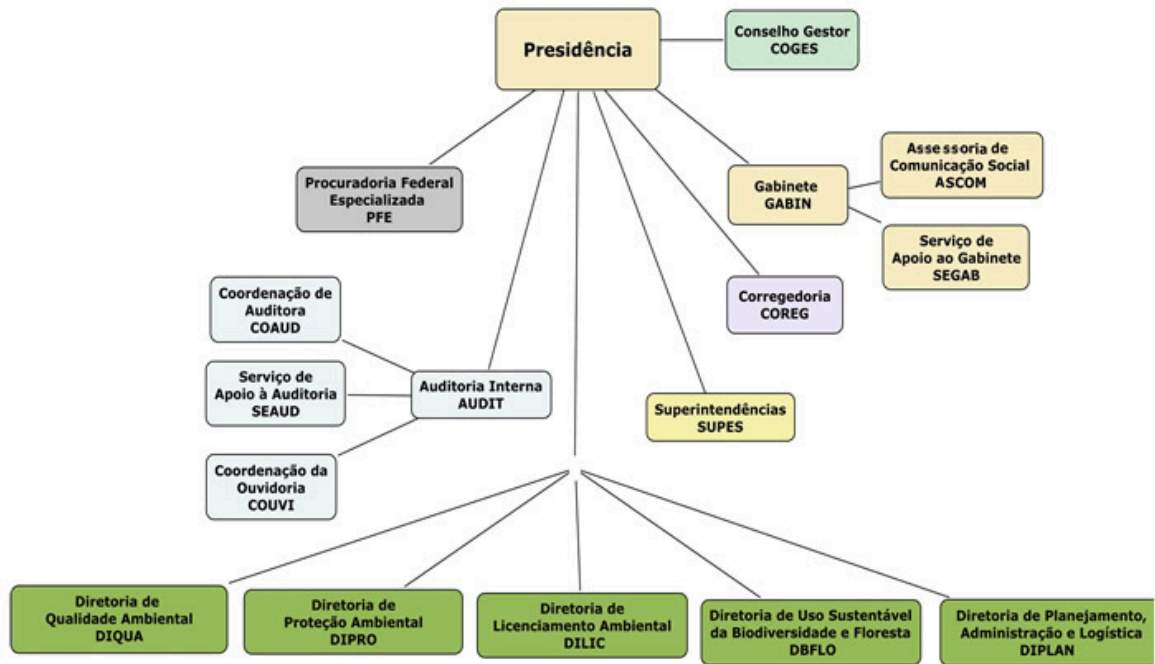 Presidência
Conselho Gestor
COGES
Procuradoria Federal
Especializada
PFE
Gabinete
GABIN
Assessoria de
Comunicação Social
ASCOM
Serviço de
Apoio ao Gabinete
SEGAB
Corregedoria
COREG
Coordenação de
Auditora
COAUD
Serviço de
Apoio à Auditoria
SEAUD
Coordenação da
Ouvidoria
COUVI
Auditoria Interna
AUDIT
Superintendências
SUPES
Diretoria de
Qualidade Ambiental
DIQUA
Diretoria de
Proteção Ambiental
DIPRO
Diretoria de
Licenciamento Ambiental
DILIC
Diretoria de Uso Sustentável
da Biodiversidade e Floresta
DBFLO
Diretoria de Planejamento,
Administração e Logística
DIPLAN